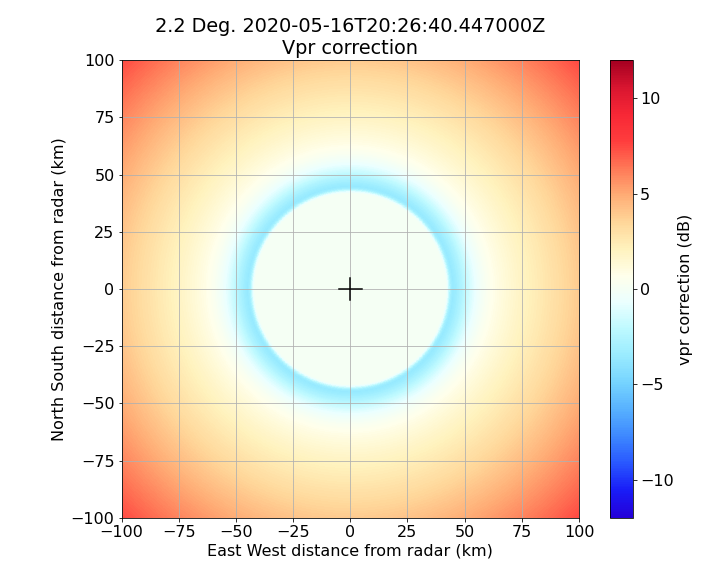 2.2 Deg. 2020-05-16T20:26:40.447000Z
Vpr correction
100
75
50
25
0
−25
−50
−75
−100
North South distance from radar (km)
−100 −75 −50 −25 0 25 50 75 100
East West distance from radar (km)
10
5
0
−5
−10
vpr correction (dB)